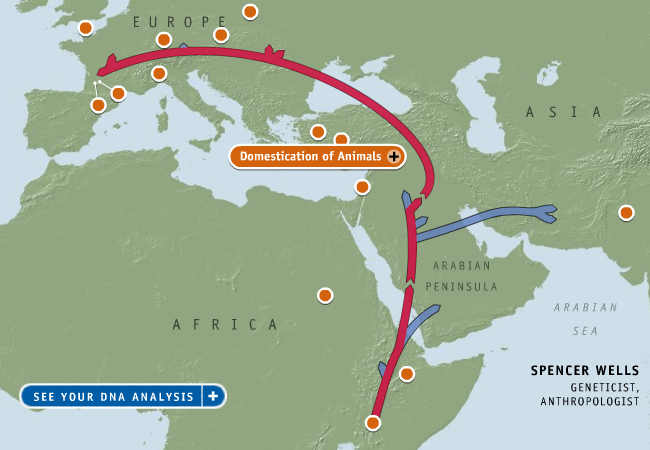 EUROPE
ASIA
Domestication of Animals +
ARABIAN
PENINSULA
ARABIAN
SEA
AFRICA
SPENCER WELLS
GENETICIST,
ANTHROPOLOGIST
SEE YOUR DNA ANALYSIS +